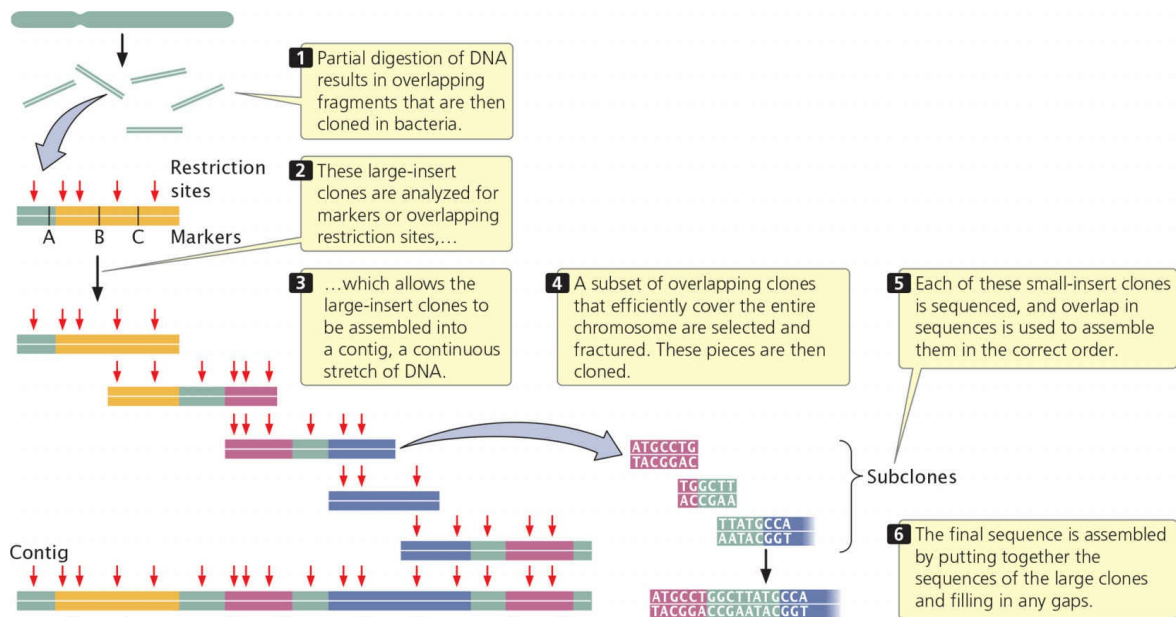 1 Partial digestion of DNA
results in overlapping
fragments that are then
cloned in bacteria.
Restriction
sites
A B C Markers
2 These large-insert
clones are analyzed for
markers or overlapping
restriction sites,…
3 …which allows the
large-insert clones to
be assembled into
a contig, a continuous
stretch of DNA.
4 A subset of overlapping clones
that efficiently cover the entire
chromosome are selected and
fractured. These pieces are then
cloned.
5 Each of these small-insert clones
is sequenced, and overlap in
sequences is used to assemble
them in the correct order.
ATGCCTG
TACGGAC
TGGCTT
ACCGAA
TTATGCCA
AATACGGT
Subclones
6 The final sequence is assembled
by putting together the
sequences of the large clones
and filling in any gaps.
Contig
ATGCCTGGCTTATGCCA
TACGGACCGAATACGGT